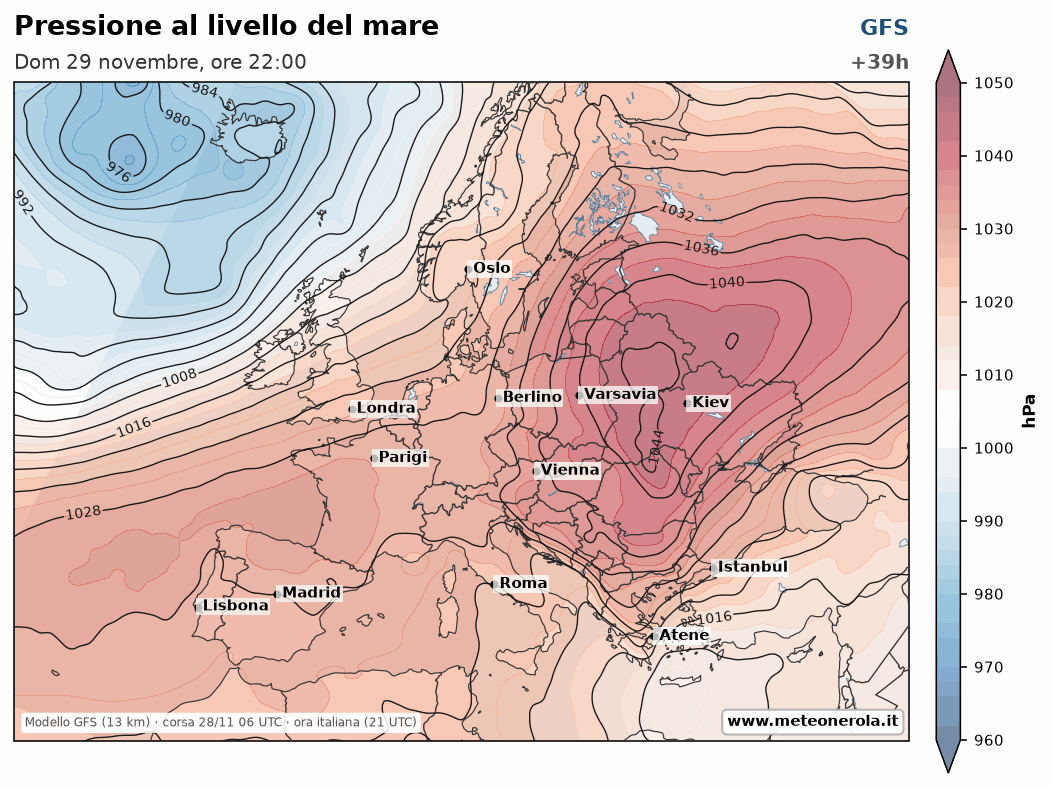 Pressione al livello del mare
GFS
Dom 29 novembre, ore 22:00
+39h
984
980
976
992
1032
1036
1040
1008
1016
1044
1028
1016
Oslo
Berlino
Varsavia
Kiev
Londra
Parigi
Vienna
Istanbul
Roma
Madrid
Lisbona
Atene
1050
1040
1030
1020
1010
1000
990
980
970
960
hPa
Modello GFS (13 km) · corsa 28/11 06 UTC · ora italiana (21 UTC)
www.meteonerola.it